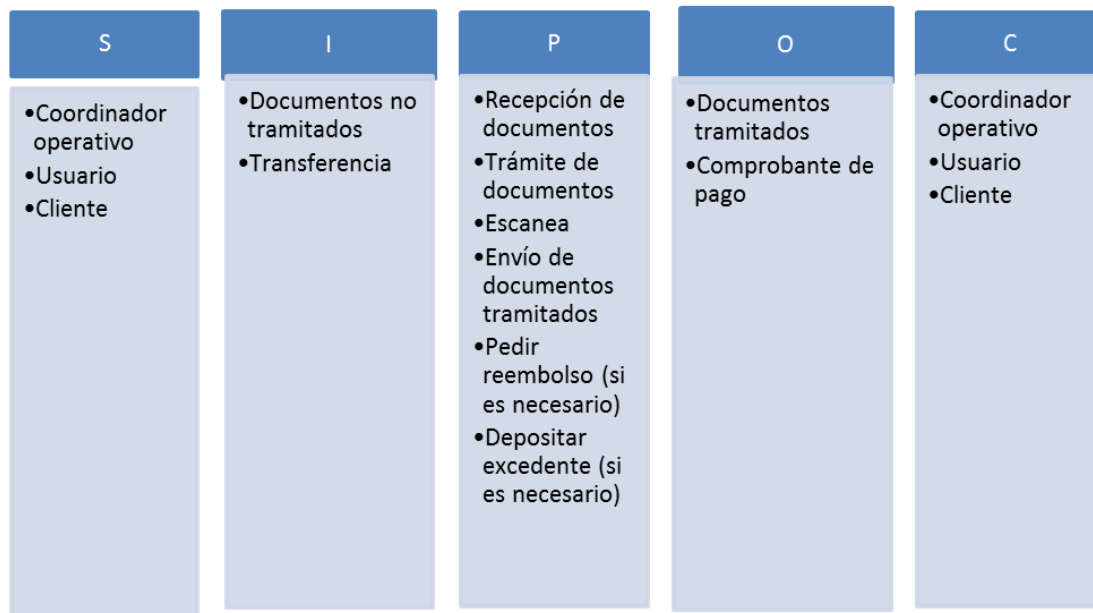 S
•Coordinador
operativo
•Usuario
•Cliente
I
•Documentos no
tramitados
•Transferencia
P
•Recepción de
documentos
•Trámite de
documentos
•Escanea
•Envío de
documentos
tramitados
•Pedir
reembolso (si
es necesario)
•Depositar
excedente (si
es necesario)
O
•Documentos
tramitados
•Comprobante de
pago
C
•Coordinador
operativo
•Usuario
•Cliente